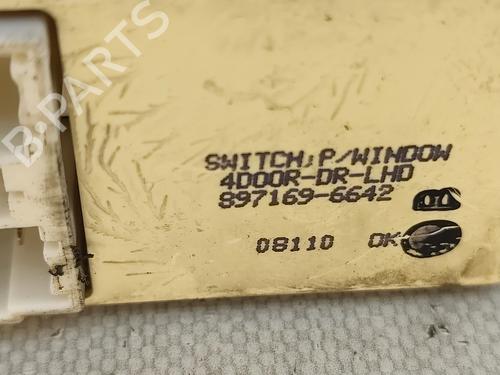 B-PARTS
SWITCH, P/WINDOW
4DOOR-DR-LHD
897169-6642
08110 OK